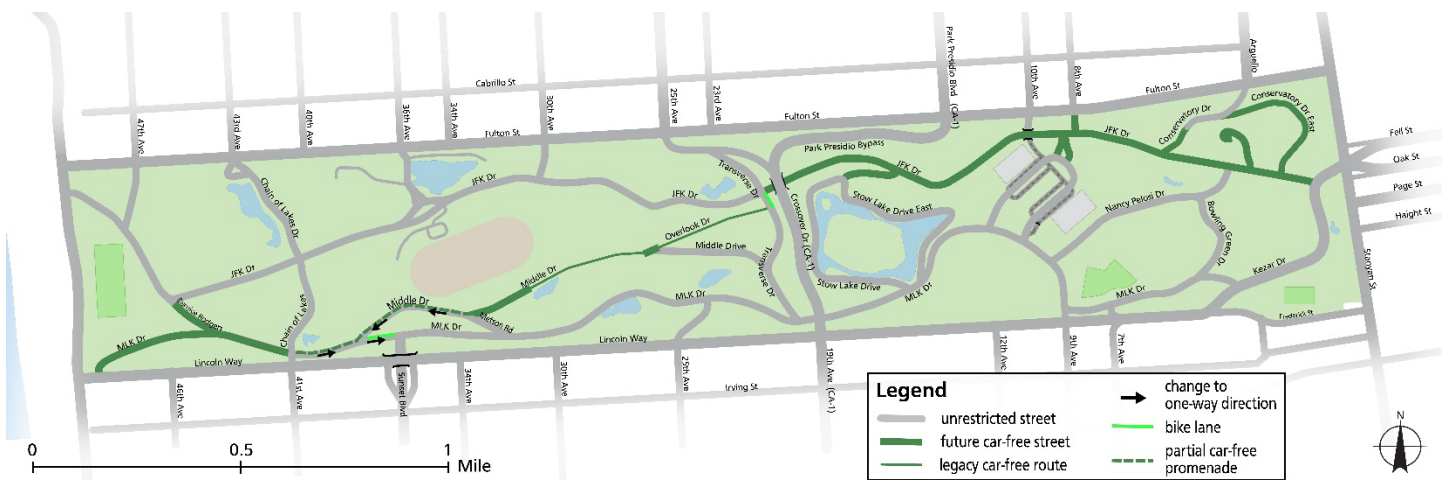 Cabrillo St
47th Ave
43rd Ave
40th Ave
36th Ave
34th Ave
30th Ave
25th Ave
23rd Ave
Park Presidio Blvd (CA-1)
10th Ave
8th Ave
Arguello
Fulton St
Fulton St
Fulton St
Fell St
Oak St
Page St
Height St
Stanyan St
Frederick St
Conservatory Dr
Conservatory Dr East
JFK Dr
Park Presidio Bypass
JFK Dr
Transverse Dr
JFK Dr
JFK Dr
JFK Dr
Chain of Lakes Dr
Chain of Lakes
Stow Lake Drive East
Stow Lake Drive
Crossover Dr (CA-1)
Nancy Pelosi Dr
Bowling Green Dr
Kezar Dr
MLK Dr
MLK Dr
MLK Dr
MLK Dr
MLK Dr
Overlook Dr
Middle Drive
Transverse Dr
Middle Dr
Middle Dr
Metson Rd
Lincoln Way
Lincoln Way
46th Ave
41st Ave
Sunset Blvd
34th Ave
30th Ave
25th Ave
Irving St
19th Ave (CA-1)
12th Ave
9th Ave
7th Ave
Legend
unrestricted street
future car-free street
legacy car-free route
change to
one-way direction
bike lane
partial car-free
promenade
0
0.5
1
Mile
N